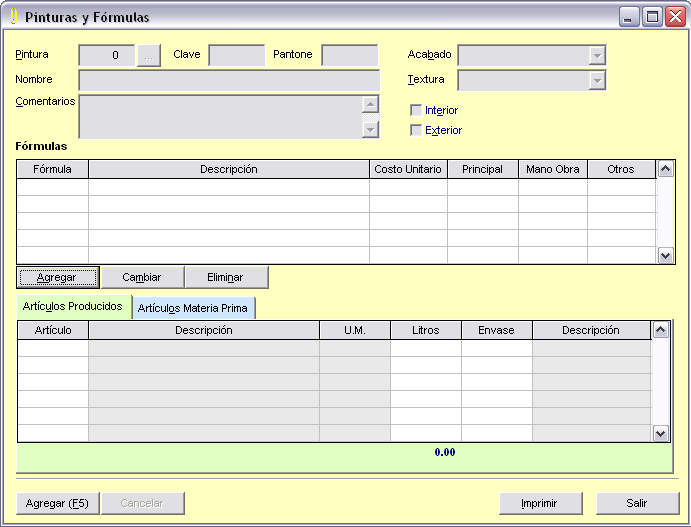 Pinturas y Fórmulas
Pintura 0 ... Clave Pantone Acabado
Nombre Textura
Comentarios Interior
Exterior
Fórmulas
Fórmula Descripción Costo Unitario Principal Mano Obra Otros
Agregar Cambiar Eliminar
Artículos Producidos Artículos Materia Prima
Artículo Descripción U.M. Litros Envase Descripción
0.00
Agregar (F5) Cancelar Imprimir Salir